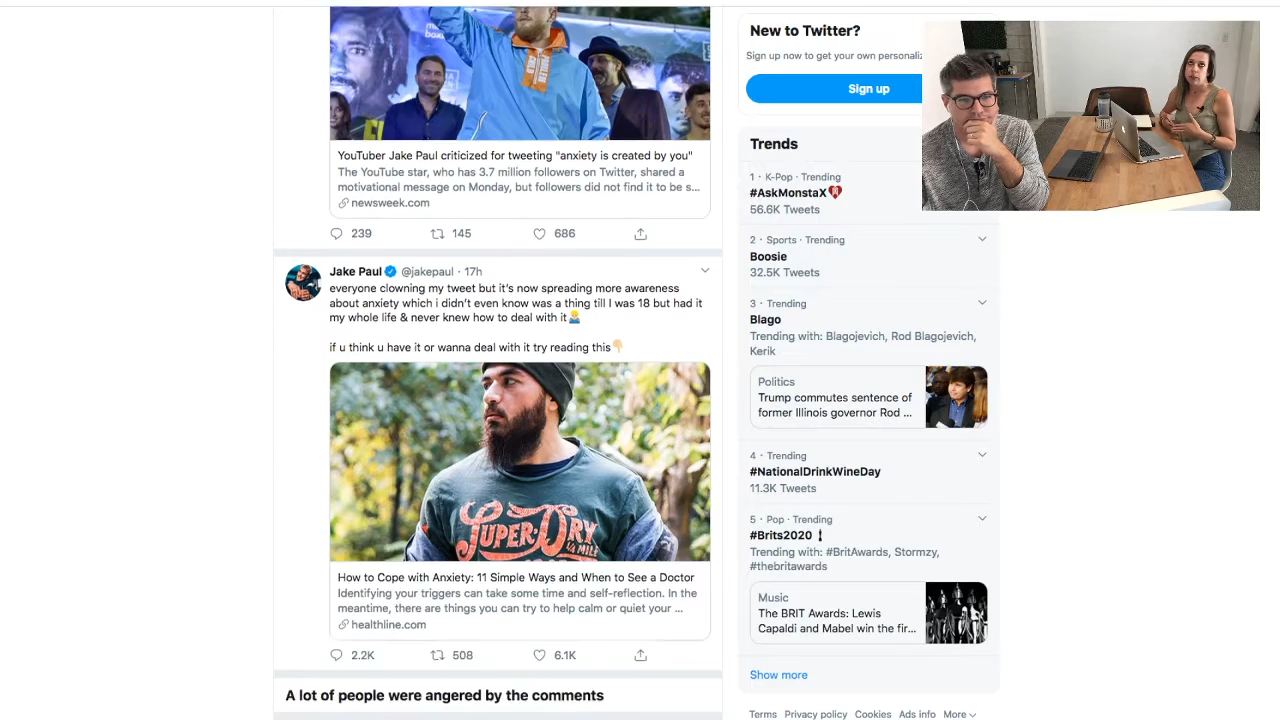 YouTuber Jake Paul criticized for tweeting "anxiety is created by you"
The YouTube star, who has 3.7 million followers on Twitter, shared a
motivational message on Monday, but followers did not find it to be s...
newsweek.com
239 145 686
Jake Paul @jakepaul · 17h
everyone clowning my tweet but it's now spreading more awareness
about anxiety which i didn't even know was a thing till I was 18 but had it
my whole life & never knew how to deal with it
if u think u have it or wanna deal with it try reading this
SUPER.DRY
How to Cope with Anxiety: 11 Simple Ways and When to See a Doctor
Identifying your triggers can take some time and self-reflection. In the
meantime, there are things you can try to help calm or quiet your ...
healthline.com
2.2K 508 6.1K
A lot of people were angered by the comments
New to Twitter?
Sign up now to get your own personaliz
Sign up
Trends
1 · K-Pop · Trending
#AskMonstaX
56.6K Tweets
2 · Sports · Trending
Boosie
32.5K Tweets
3 · Trending
Blago
Trending with: Blagojevich, Rod Blagojevich,
Kerik
Politics
Trump commutes sentence of
former Illinois governor Rod ...
4 · Trending
#NationalDrinkWineDay
11.3K Tweets
5 · Pop · Trending
#Brits2020
Trending with: #BritAwards, Stormzy,
#thebritawards
Music
The BRIT Awards: Lewis
Capaldi and Mabel win the fir...
Show more
Terms Privacy policy Cookies Ads info More